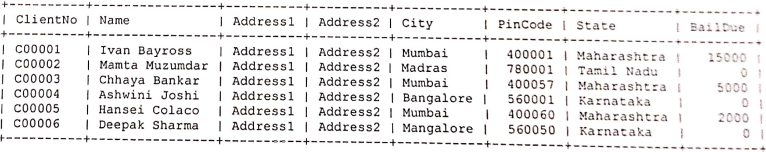 ClientNo | Name | Address1 | Address2 | City | PinCode | State | BailDue |
| C00001 | Ivan Bayross | Address1 | Address2 | Mumbai | 400001 | Maharashtra | 15000 |
| C00002 | Mamta Muzumdar | Address1 | Address2 | Madras | 780001 | Tamil Nadu | 0 |
| C00003 | Chhaya Bankar | Address1 | Address2 | Mumbai | 400057 | Maharashtra | 5000 |
| C00004 | Ashwini Joshi | Address1 | Address2 | Bangalore | 560001 | Karnataka | 0 |
| C00005 | Hansei Colaco | Address1 | Address2 | Mumbai | 400060 | Maharashtra | 2000 |
| C00006 | Deepak Sharma | Address1 | Address2 | Mangalore | 560050 | Karnataka | 0 |